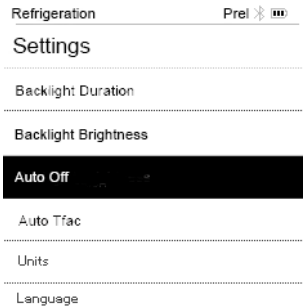 Refrigeration Prel
Settings
Backlight Duration
Backlight Brightness
Auto Off
Auto Tfac
Units
Language